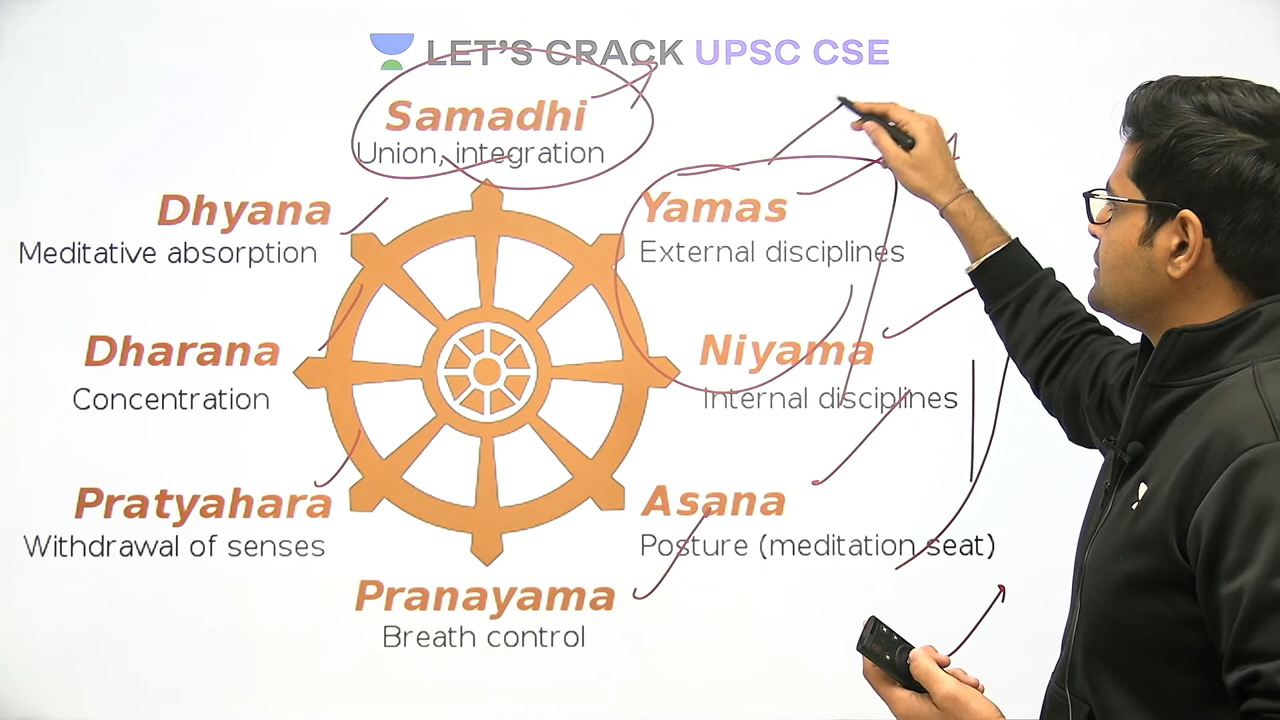 LET'S CRACK UPSC CSE
Samadhi
Union, integration
Yamas
External disciplines
Niyama
Internal disciplines
Asana
Posture (meditation seat)
Pranayama
Breath control
Pratyahara
Withdrawal of senses
Dharana
Concentration
Dhyana
Meditative absorption